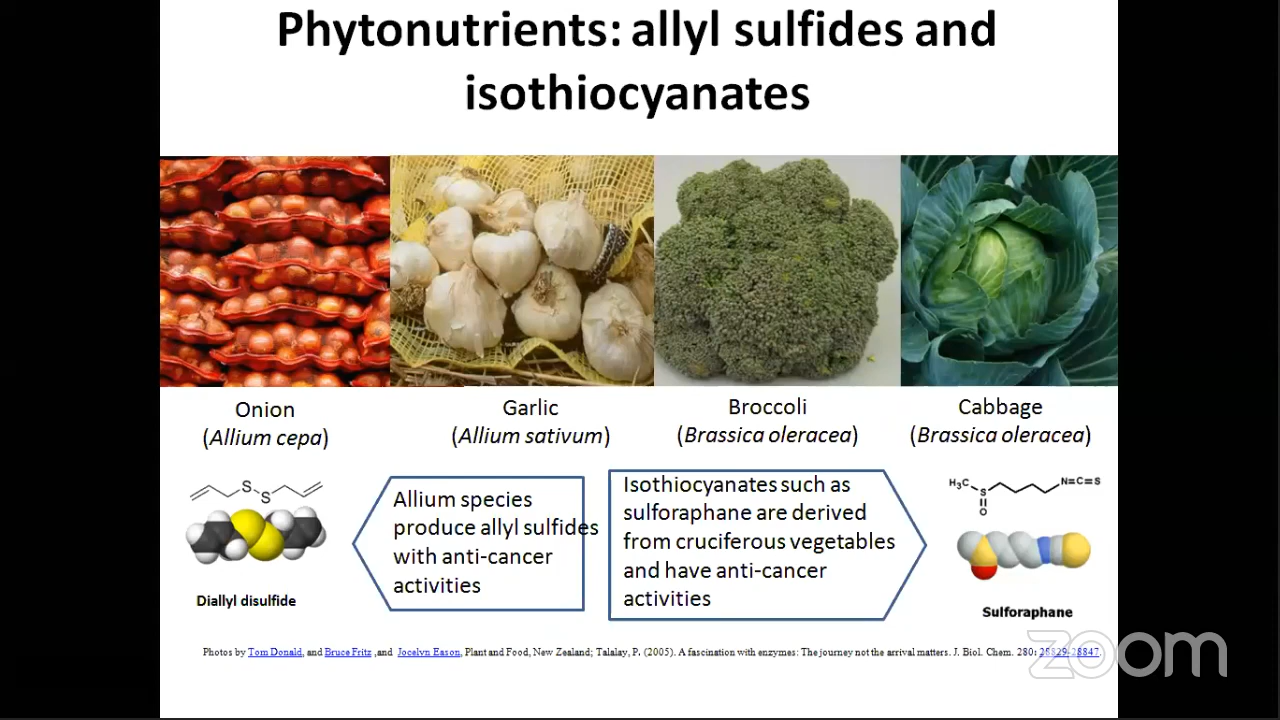 Phytonutrients: allyl sulfides and
isothiocyanates
Onion
(Allium cepa)
Garlic
(Allium sativum)
Broccoli
(Brassica oleracea)
Cabbage
(Brassica oleracea)
S
S
Diallyl disulfide
Allium species
produce allyl sulfides
with anti-cancer
activities
Isothiocyanates such as
sulforaphane are derived
from cruciferous vegetables
and have anti-cancer
activities
H₃C
S
O
N=C=S
Sulforaphane
Photos by Tom Donald, and Bruce Fritz ,and Jocelyn Eason, Plant and Food, New Zealand; Talalay, P. (2005). A fascination with enzymes: The journey not the arrival matters. J. Biol. Chem. 280: 28829-28847.
zoom